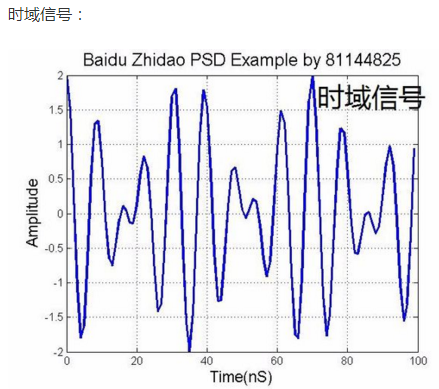 时域信号：
Baidu Zhidao PSD Example by 81144825
时域信号
2
1.5
1
0.5
0
-0.5
-1
-1.5
-2
Amplitude
0 20 40 60 80 100
Time(nS)